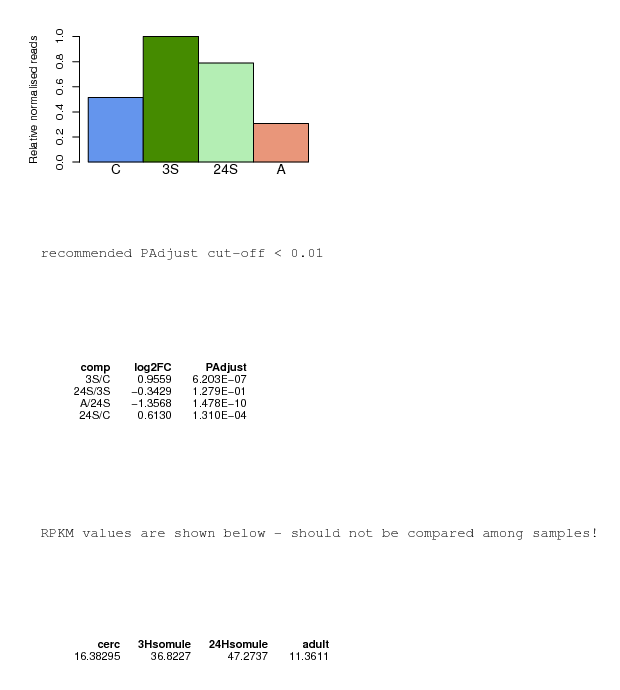 Relative normalised reads
1.0
0.8
0.6
0.4
0.2
0.0
C 3S 24S A
recommended PAdjust cut-off < 0.01
comp log2FC PAdjust
3S/C 0.9559 6.203E−07
24S/3S −0.3429 1.279E−01
A/24S −1.3568 1.478E−10
24S/C 0.6130 1.310E−04
RPKM values are shown below - should not be compared among samples!
cerc 3Hsomule 24Hsomule adult
16.38295 36.8227 47.2737 11.3611